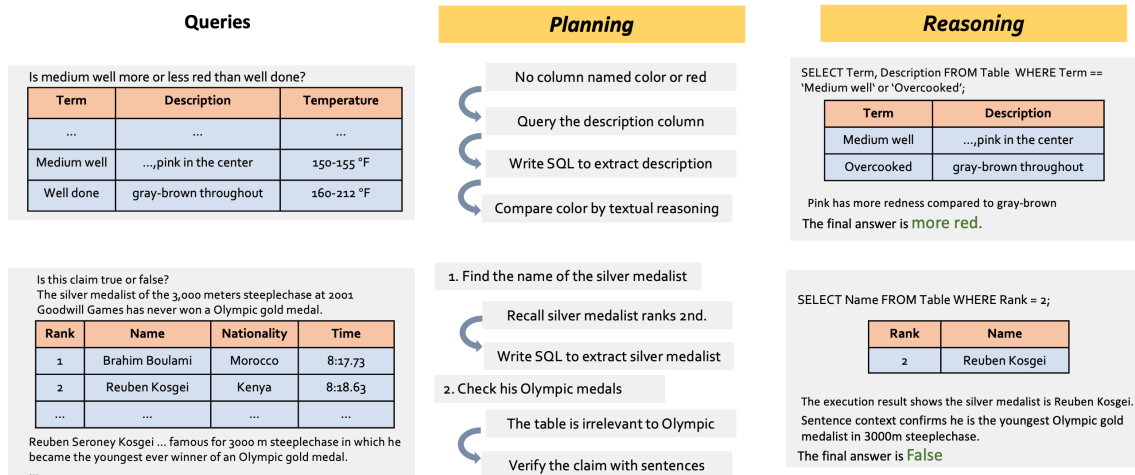 Queries
Planning
Reasoning
Is medium well more or less red than well done?
Term Description Temperature
... ... ...
Medium well ...,pink in the center 150-155 °F
Well done gray-brown throughout 160-212 °F
No column named color or red
Query the description column
Write SQL to extract description
Compare color by textual reasoning
SELECT Term, Description FROM Table WHERE Term ==
‘Medium well‘ or ‘Overcooked’;
Term Description
Medium well ...,pink in the center
Overcooked gray-brown throughout
Pink has more redness compared to gray-brown
The final answer is more red.
Is this claim true or false?
The silver medalist of the 3,000 meters steeplechase at 2001
Goodwill Games has never won a Olympic gold medal.
Rank Name Nationality Time
1 Brahim Boulami Morocco 8:17.73
2 Reuben Kosgei Kenya 8:18.63
... ... ... ...
Reuben Seroney Kosgei ... famous for 3000 m steeplechase in which he
became the youngest ever winner of an Olympic gold medal.
...
1. Find the name of the silver medalist
Recall silver medalist ranks 2nd.
Write SQL to extract silver medalist
2. Check his Olympic medals
The table is irrelevant to Olympic
Verify the claim with sentences
SELECT Name FROM Table WHERE Rank = 2;
Rank Name
2 Reuben Kosgei
The execution result shows the silver medalist is Reuben Kosgei.
Sentence context confirms he is the youngest Olympic gold
medalist in 3000m steeplechase.
The final answer is False